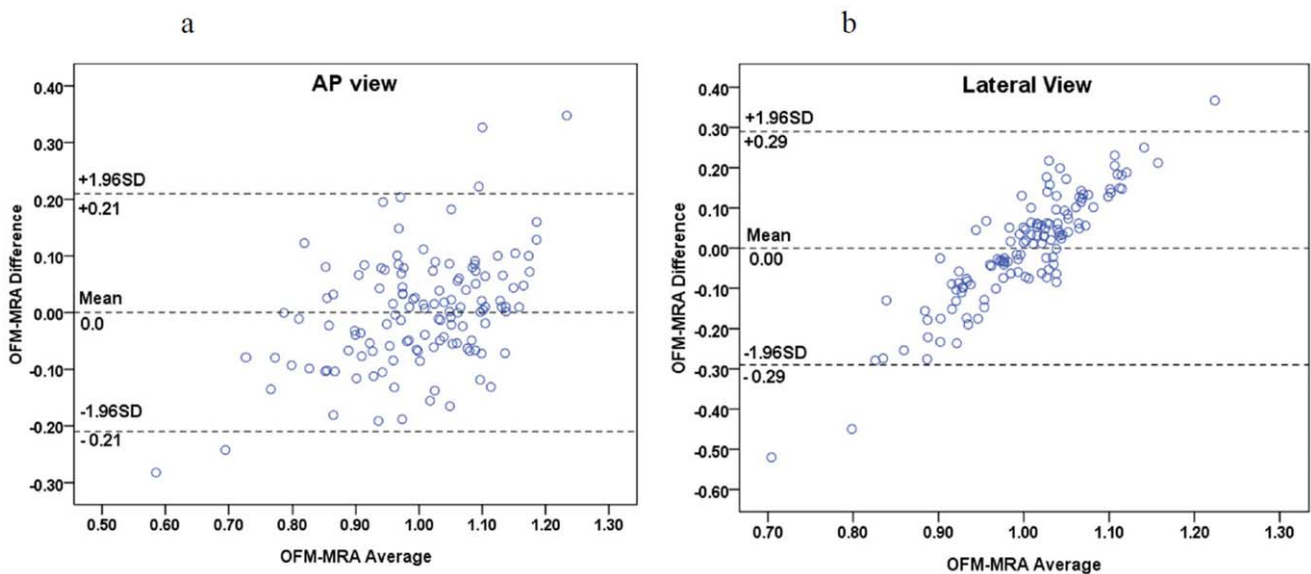 a
AP view
0.40
0.30
0.20
0.10
0.00
-0.10
-0.20
-0.30
OFM-MRA Difference
+1.96SD
+0.21
Mean
0.0
-1.96SD
- 0.21
0.50 0.60 0.70 0.80 0.90 1.00 1.10 1.20 1.30
OFM-MRA Average
b
Lateral View
0.40
0.30
0.20
0.10
0.00
-0.10
-0.20
-0.30
-0.40
-0.50
-0.60
OFM-MRA Difference
+1.96SD
+0.29
Mean
0.00
-1.96SD
- 0.29
0.70 0.80 0.90 1.00 1.10 1.20 1.30
OFM-MRA Average